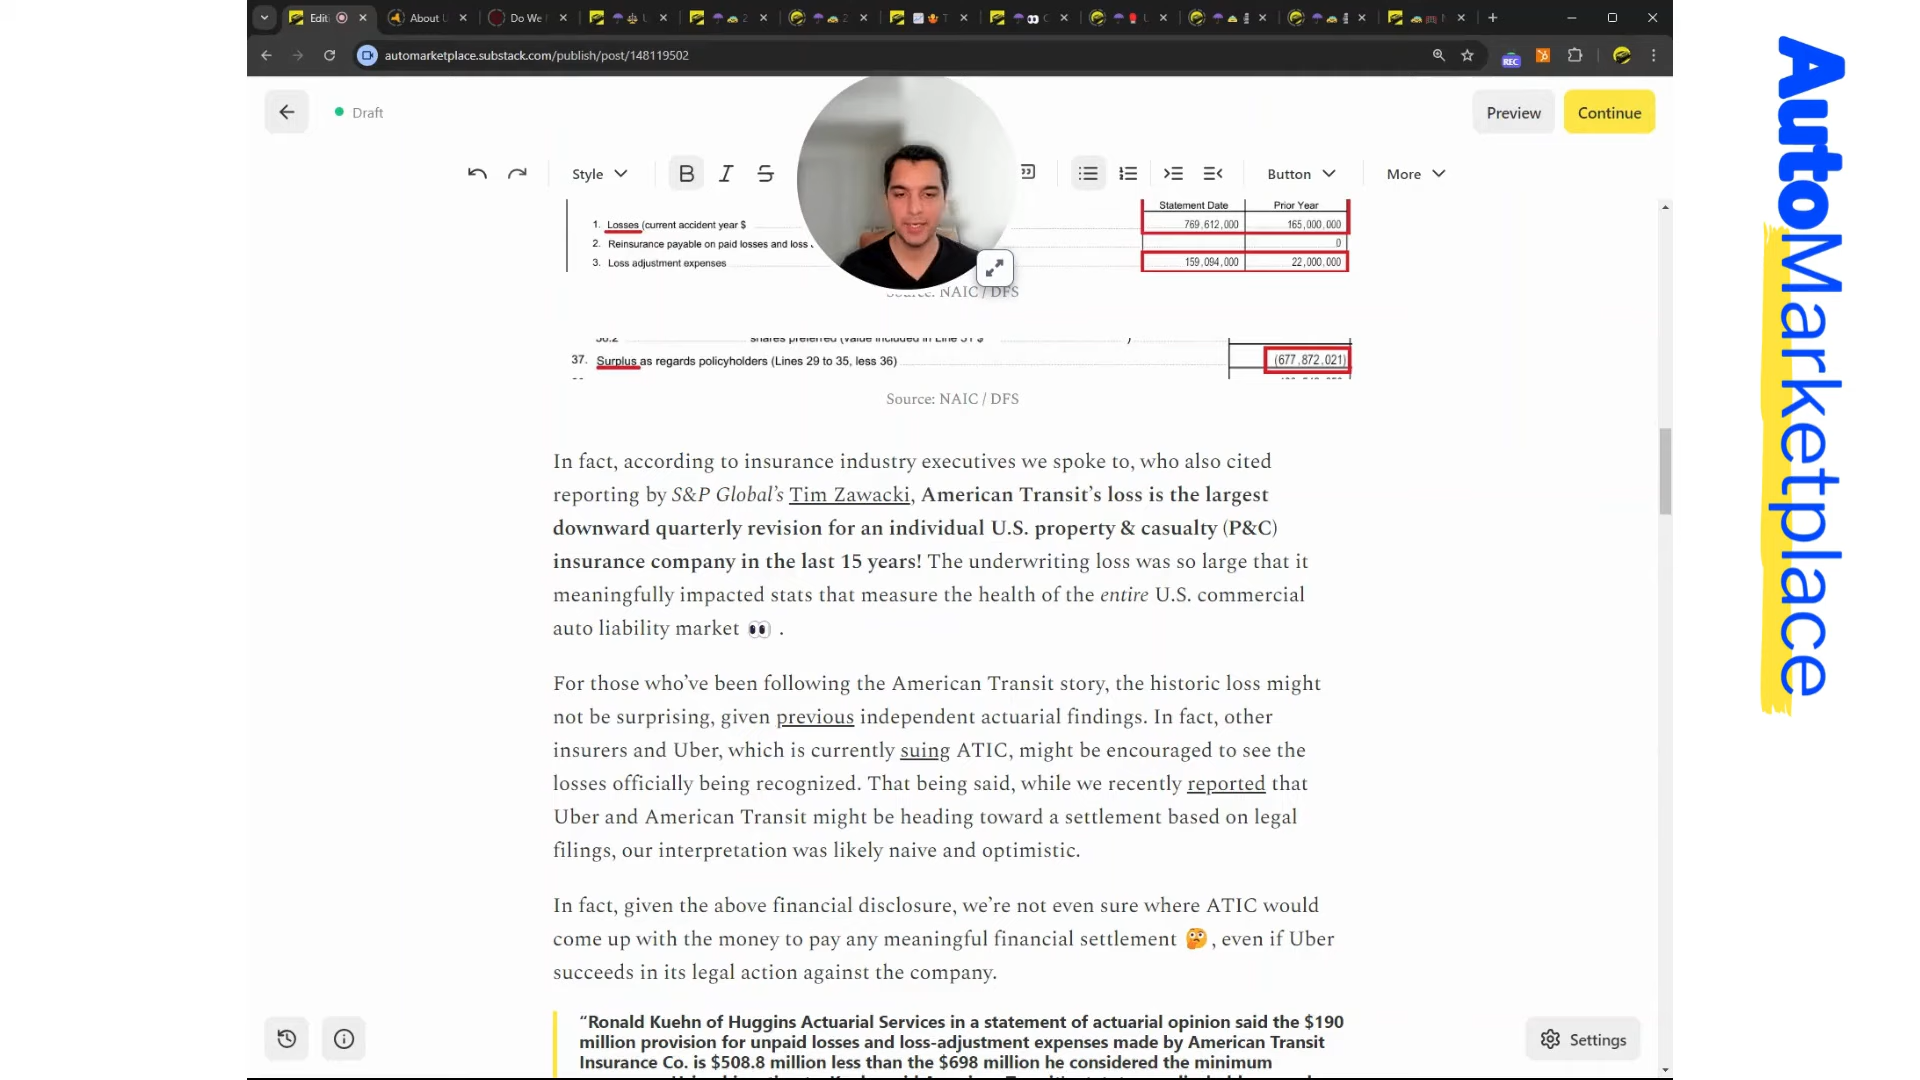 Edit
About U
Do We
automarketplace.substack.com/publish/post/148119502
REC
Draft
Preview
Continue
Style
B
I
S
Button
More
Statement Date
Prior Year
1. Losses (current accident year $
769,612,000
165,000,000
2. Reinsurance payable on paid losses and loss
0
3. Loss adjustment expenses
159,094,000
22,000,000
Source: NAIC / DFS
shares preferred (value included in Line 31 $
)
37. Surplus as regards policyholders (Lines 29 to 35, less 36)
(677,872,021)
Source: NAIC / DFS
In fact, according to insurance industry executives we spoke to, who also cited
reporting by S&P Global’s Tim Zawacki, American Transit’s loss is the largest
downward quarterly revision for an individual U.S. property & casualty (P&C)
insurance company in the last 15 years! The underwriting loss was so large that it
meaningfully impacted stats that measure the health of the entire U.S. commercial
auto liability market 👀 .
For those who’ve been following the American Transit story, the historic loss might
not be surprising, given previous independent actuarial findings. In fact, other
insurers and Uber, which is currently suing ATIC, might be encouraged to see the
losses officially being recognized. That being said, while we recently reported that
Uber and American Transit might be heading toward a settlement based on legal
filings, our interpretation was likely naive and optimistic.
In fact, given the above financial disclosure, we’re not even sure where ATIC would
come up with the money to pay any meaningful financial settlement 🤔, even if Uber
succeeds in its legal action against the company.
“Ronald Kuehn of Huggins Actuarial Services in a statement of actuarial opinion said the $190
million provision for unpaid losses and loss-adjustment expenses made by American Transit
Insurance Co. is $508.8 million less than the $698 million he considered the minimum
Settings
AutoMarketplace